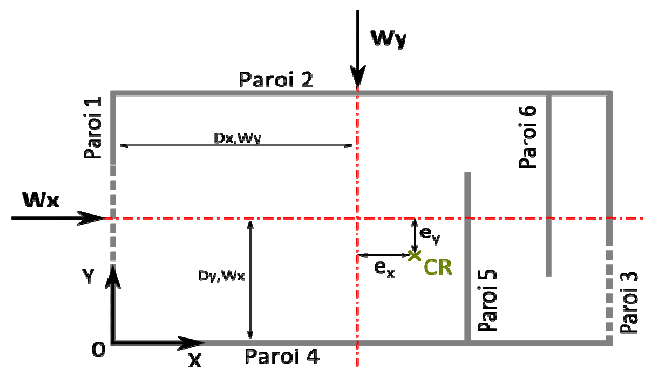 Wy
Paroi 2
Paroi 1
Dx,Wy
Paroi 6
Wx
ey
ex
CR
Dy,Wx
Y
Paroi 5
Paroi 3
O
X
Paroi 4